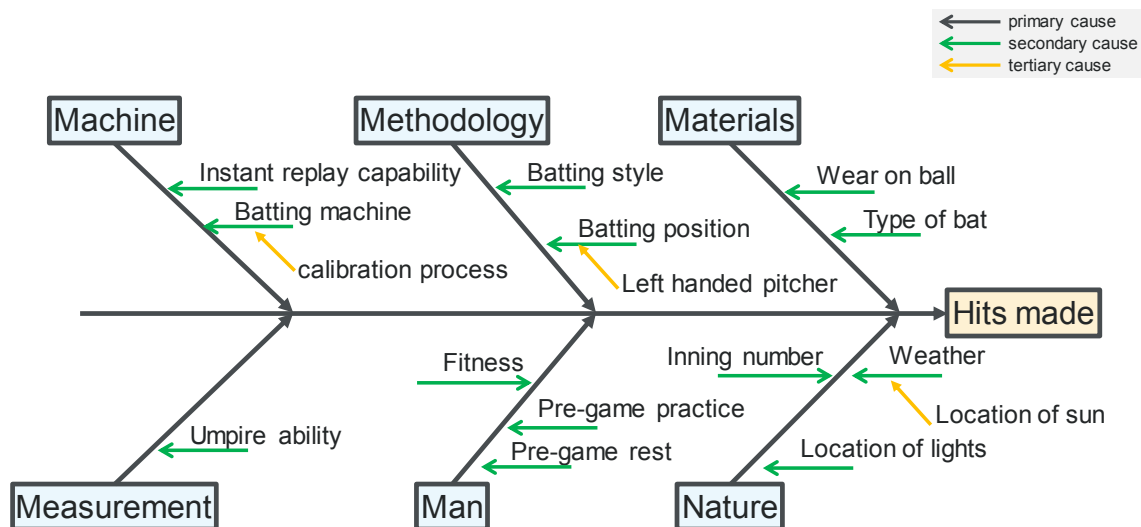 primary cause
secondary cause
tertiary cause
Machine
Methodology
Materials
Instant replay capability
Batting style
Wear on ball
Batting machine
Batting position
Type of bat
calibration process
Left handed pitcher
Hits made
Fitness
Inning number
Weather
Pre-game practice
Location of sun
Umpire ability
Pre-game rest
Location of lights
Measurement
Man
Nature